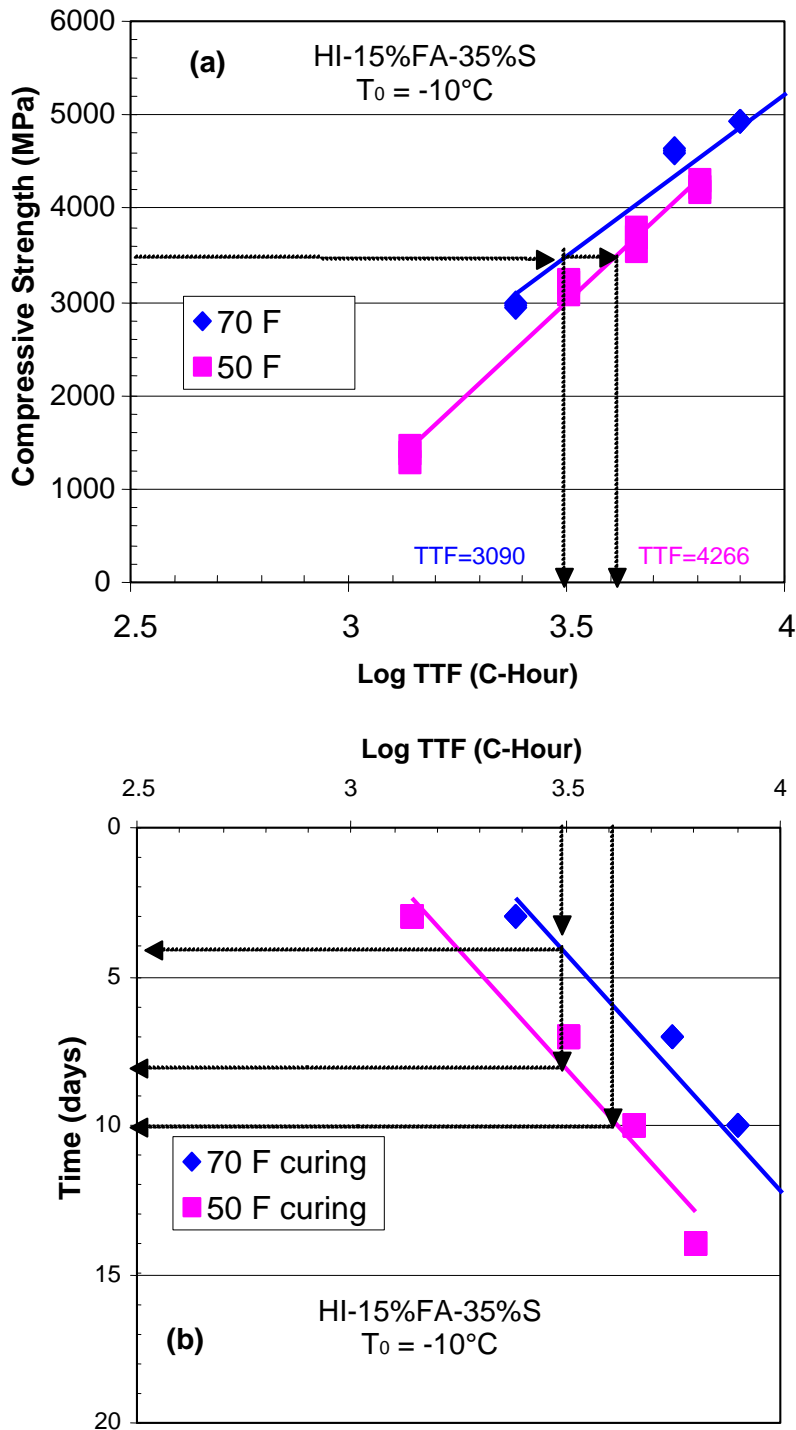 6000
5000
4000
3000
2000
1000
0
Compressive Strength (MPa)
(a)
HI-15%FA-35%S
T₀ = -10°C
70 F
50 F
TTF=3090
TTF=4266
2.5 3 3.5 4
Log TTF (C-Hour)
Log TTF (C-Hour)
2.5 3 3.5 4
0
5
10
15
20
Time (days)
70 F curing
50 F curing
HI-15%FA-35%S
(b)
T₀ = -10°C